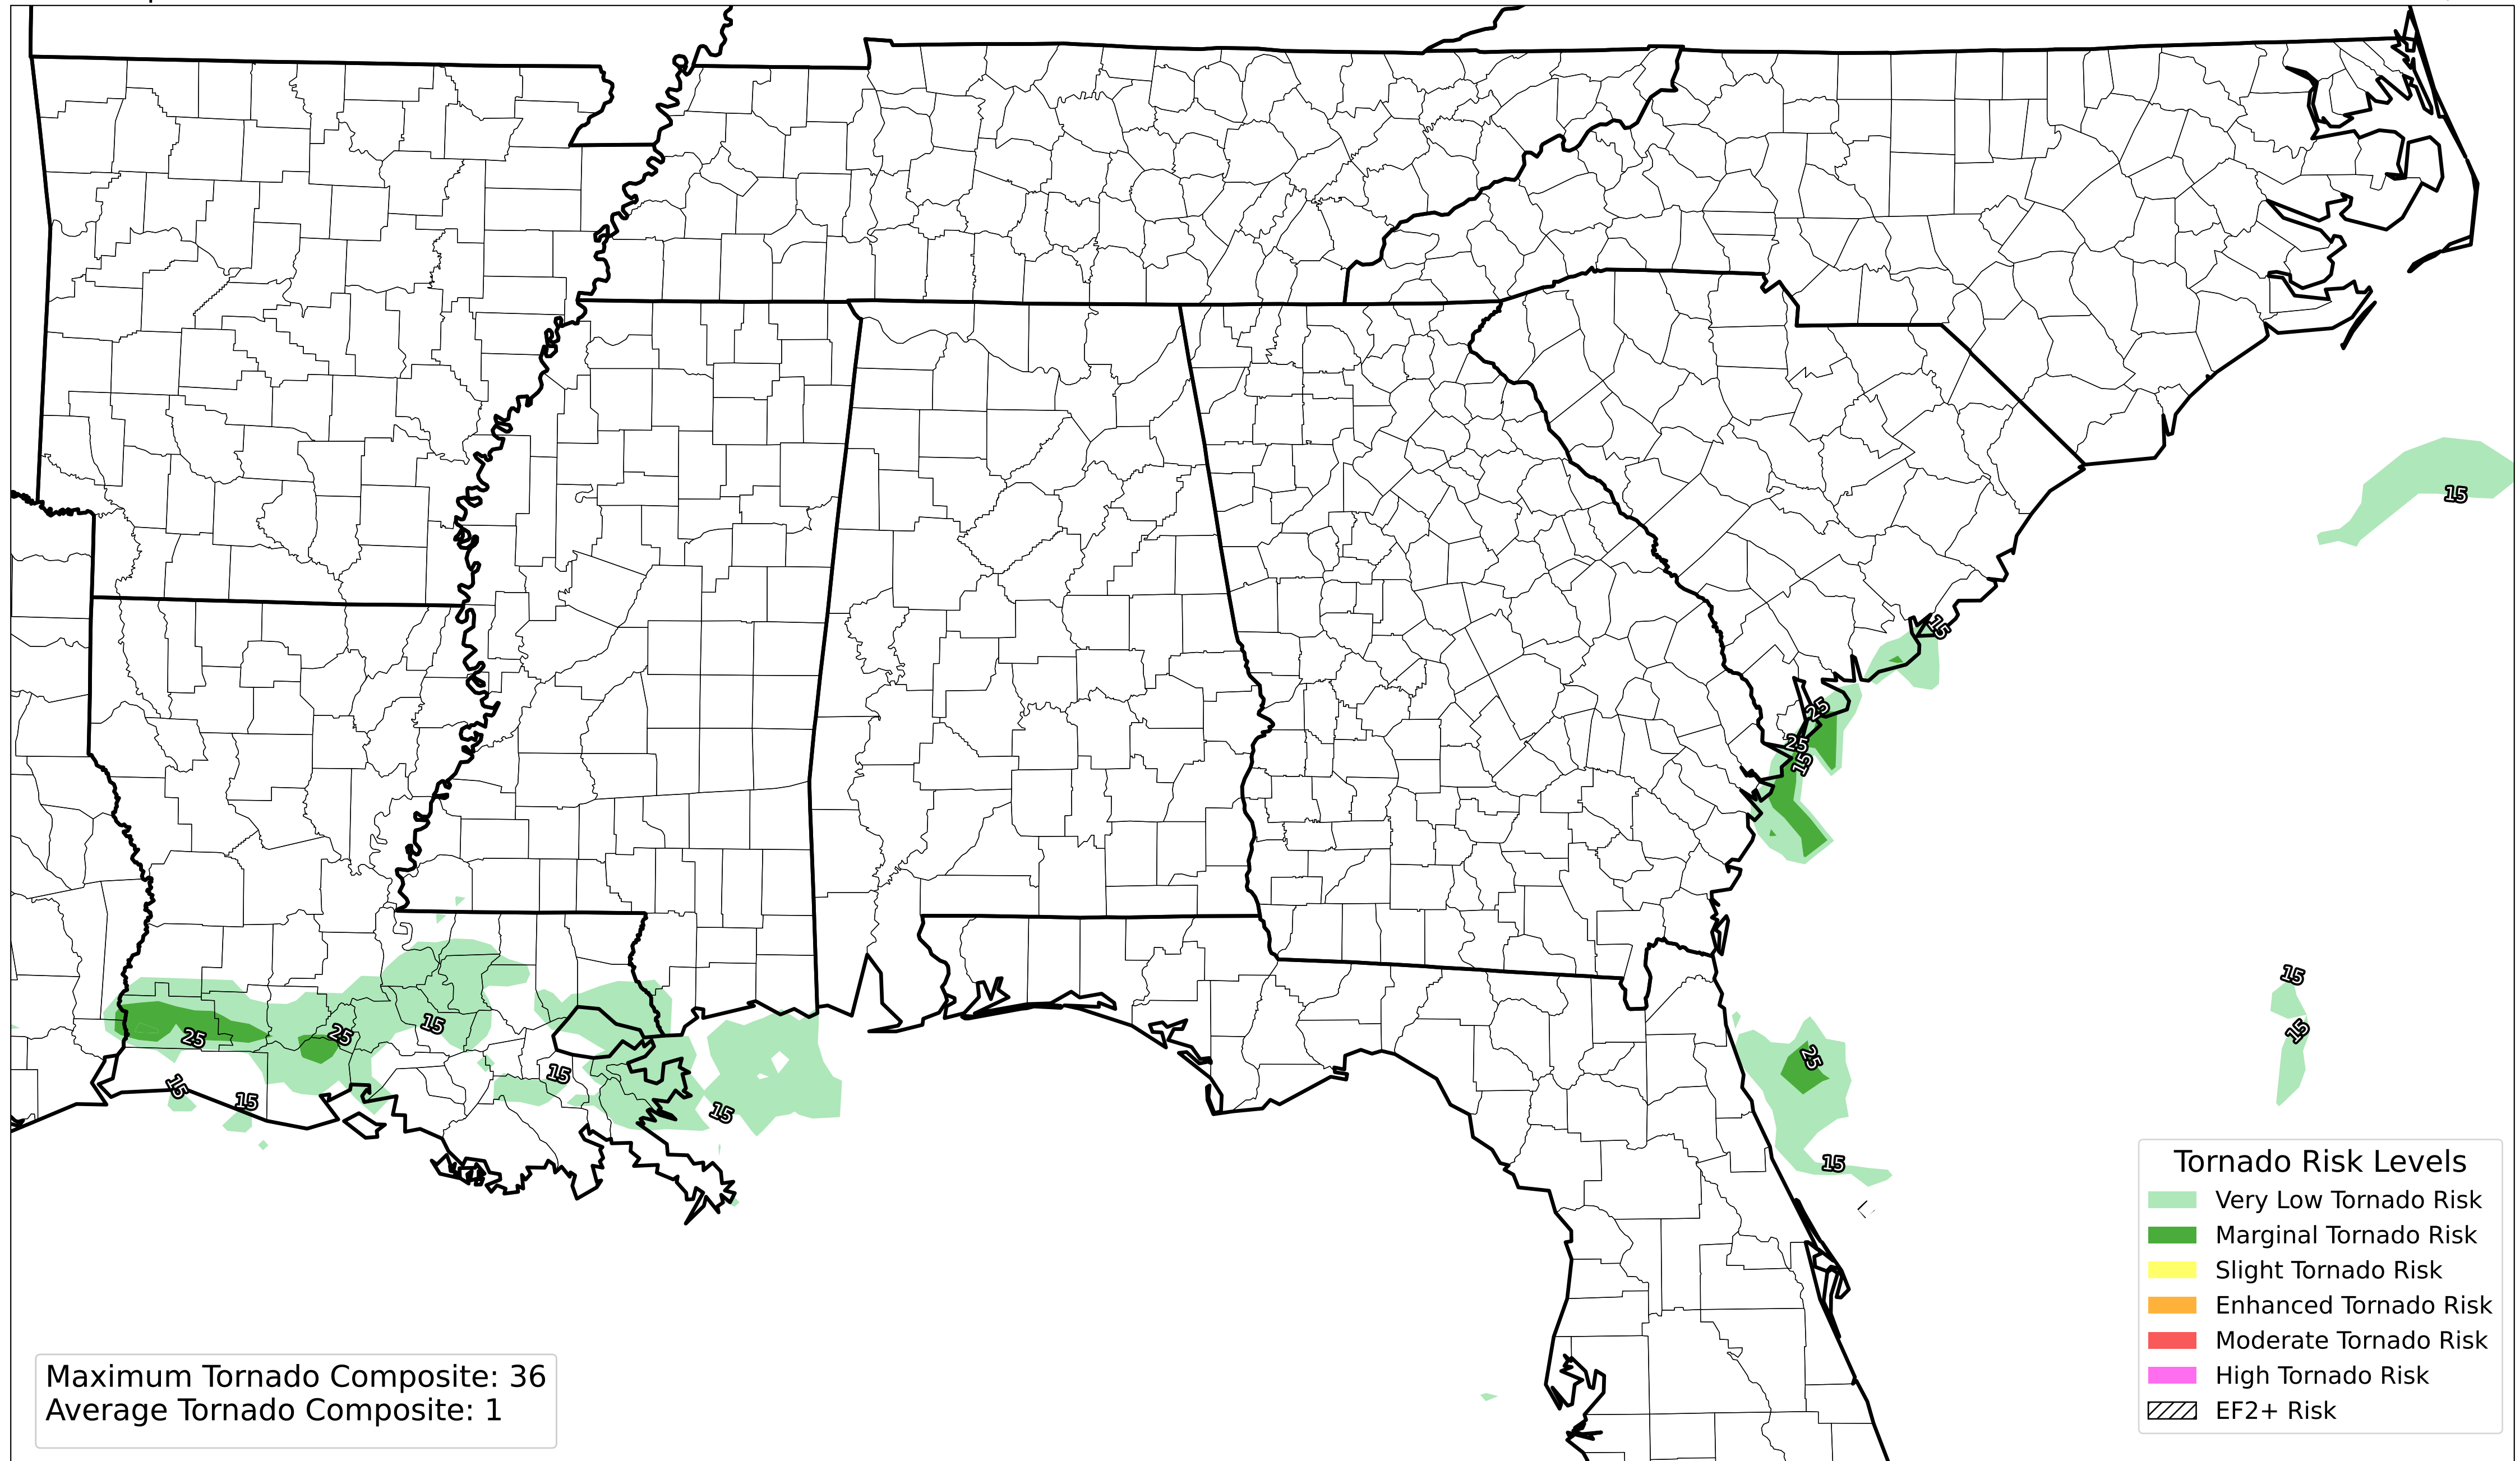 15
15
25
25
15
15
15
25
25
15
15
25
15
15
15
15
15
Tornado Risk Levels
Very Low Tornado Risk
Marginal Tornado Risk
Slight Tornado Risk
Enhanced Tornado Risk
Moderate Tornado Risk
High Tornado Risk
EF2+ Risk
Maximum Tornado Composite: 36
Average Tornado Composite: 1